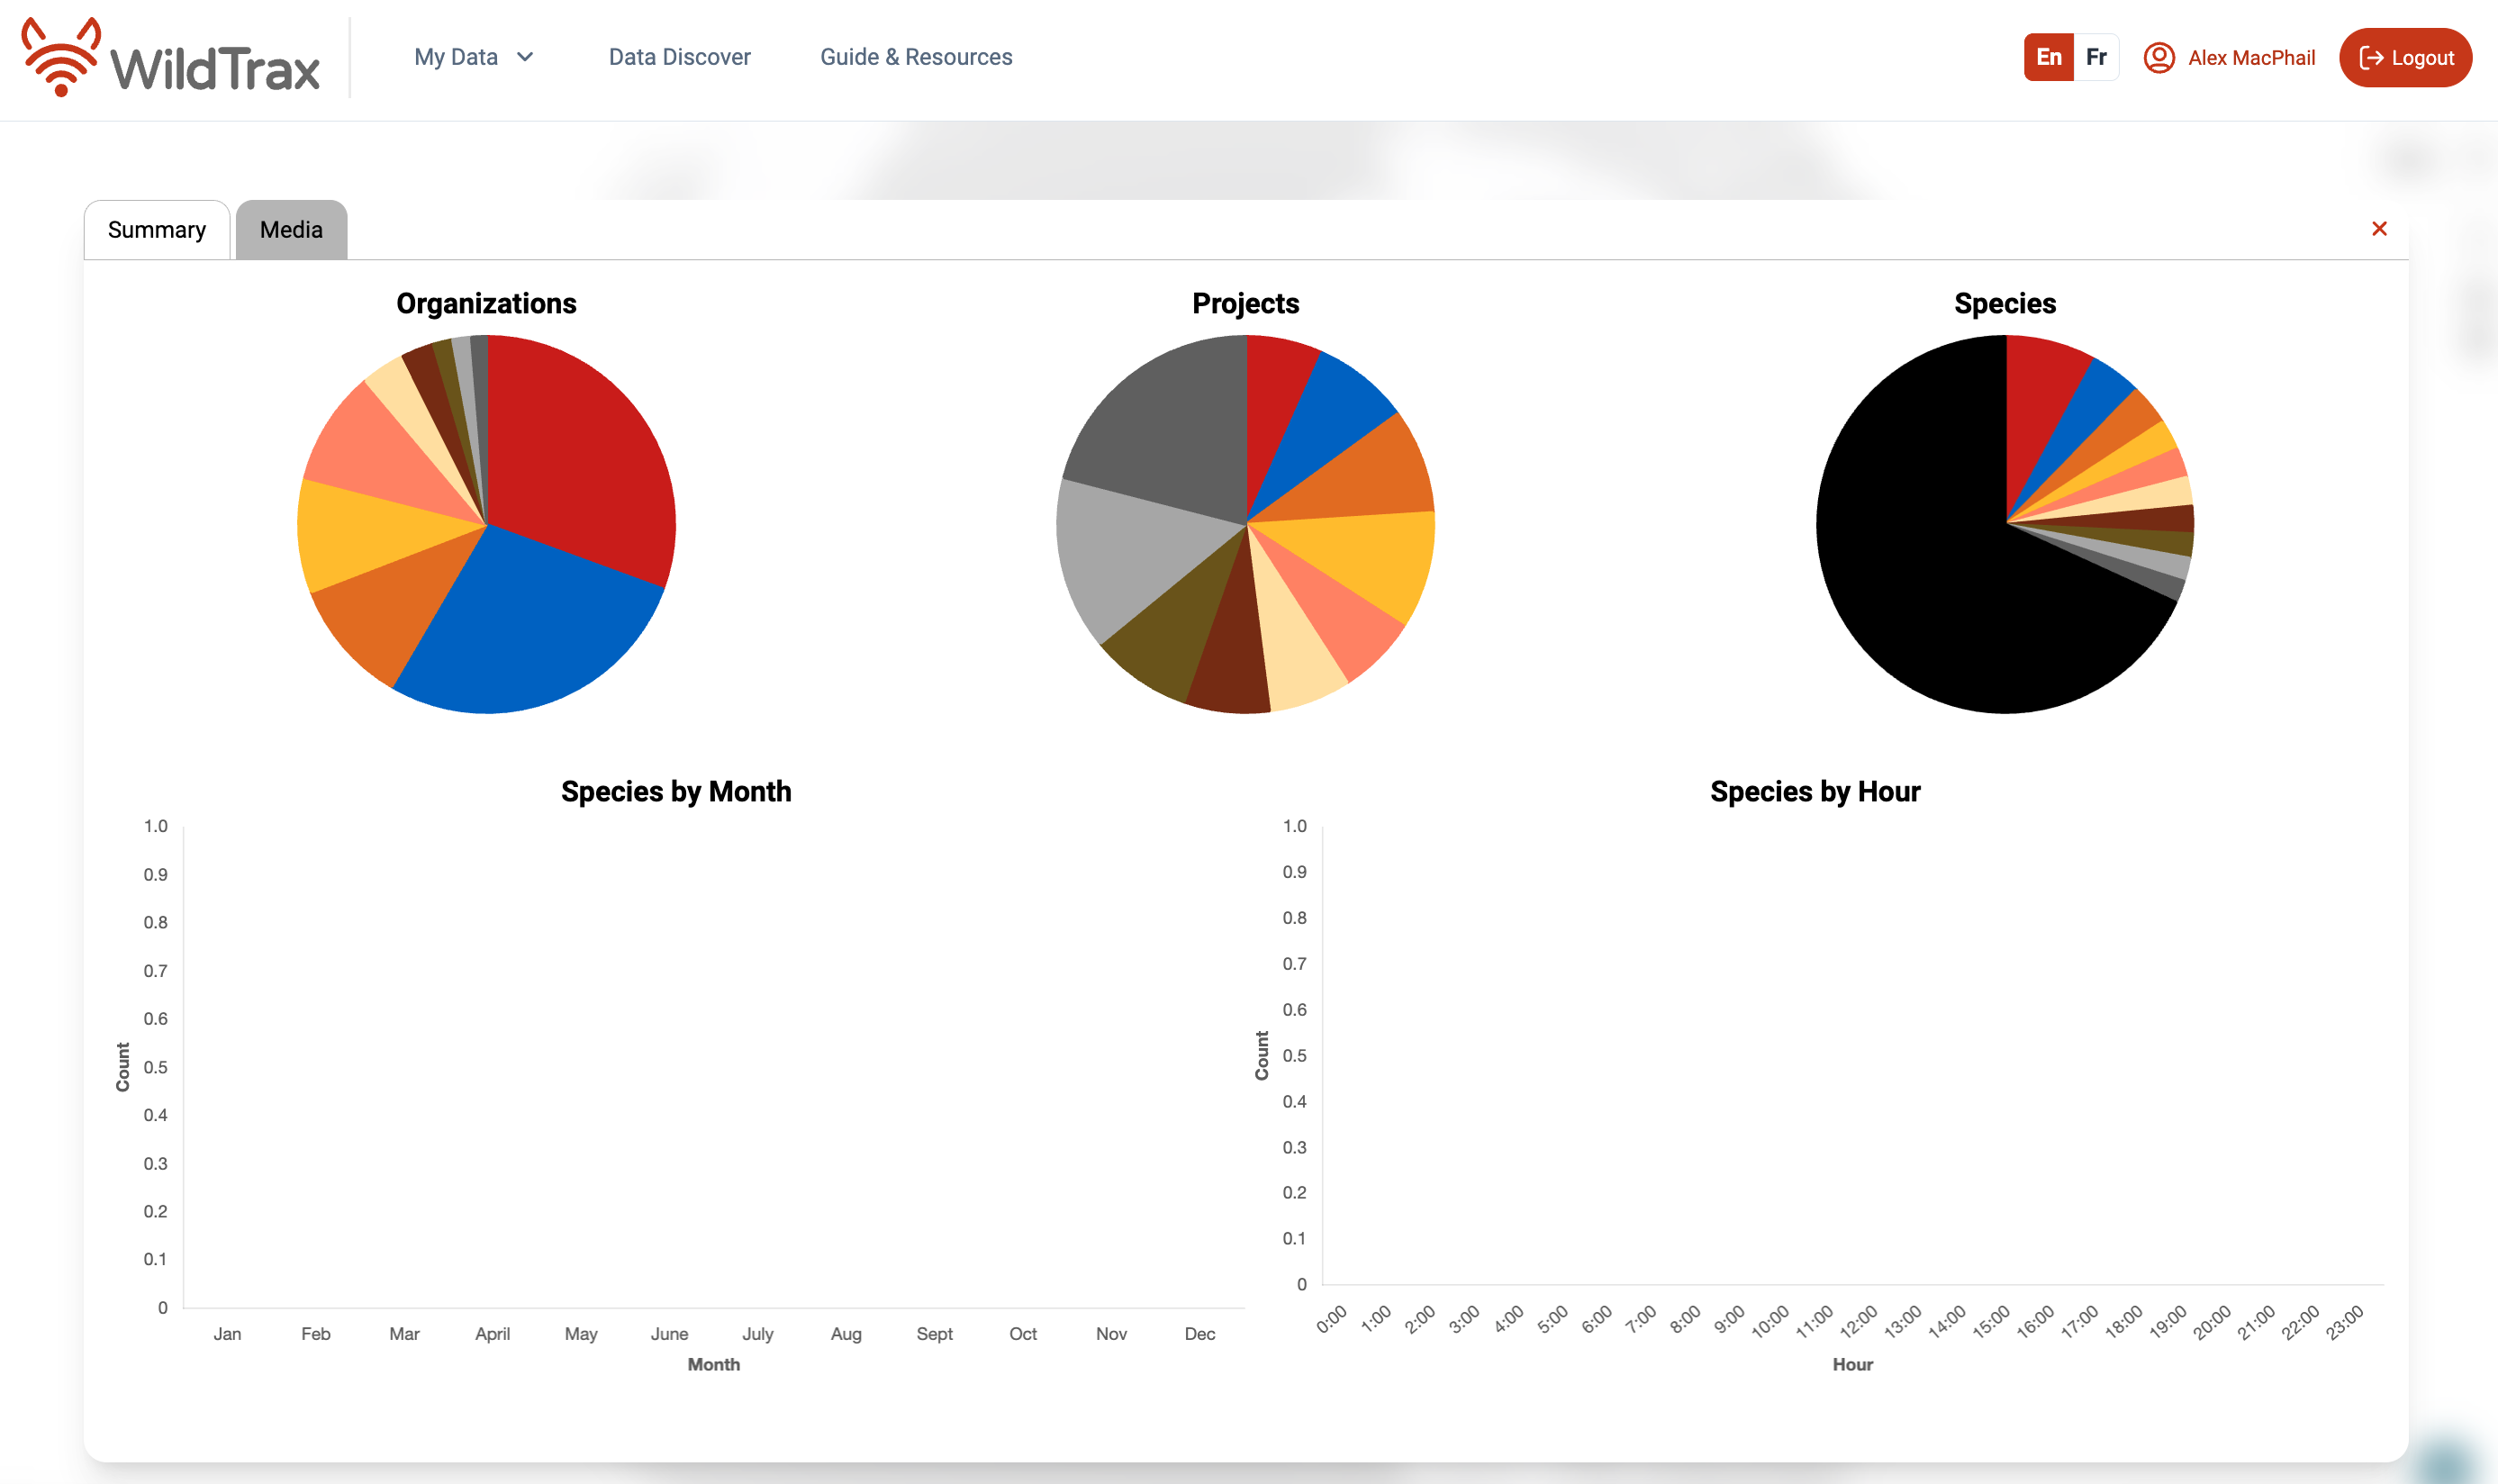 WildTrax
My Data
Data Discover
Guide & Resources
En
Fr
Alex MacPhail
Logout
Summary
Media
Organizations
Projects
Species
Species by Month
1.0
0.9
0.8
0.7
0.6
0.5
0.4
0.3
0.2
0.1
0
Count
Jan Feb Mar April May June July Aug Sept Oct Nov Dec
Month
Species by Hour
1.0
0.9
0.8
0.7
0.6
0.5
0.4
0.3
0.2
0.1
0
Count
0:00 1:00 2:00 3:00 4:00 5:00 6:00 7:00 8:00 9:00 10:00 11:00 12:00 13:00 14:00 15:00 16:00 17:00 18:00 19:00 20:00 21:00 22:00 23:00
Hour